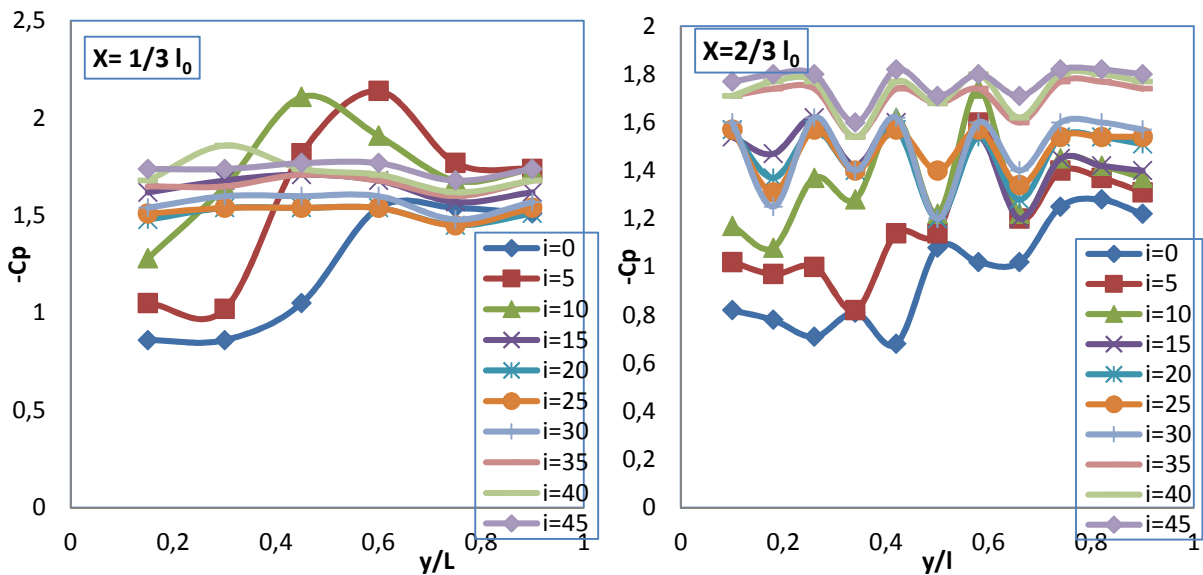 X= 1/3 l0
-Cp
2,5
2
1,5
1
0,5
0
0
0,2
0,4
0,6
0,8
1
y/L
i=0
i=5
i=10
i=15
i=20
i=25
i=30
i=35
i=40
i=45
X=2/3 l0
-Cp
2
1,8
1,6
1,4
1,2
1
0,8
0,6
0,4
0,2
0
0
0,2
0,4
0,6
0,8
1
y/l
i=0
i=5
i=10
i=15
i=20
i=25
i=30
i=35
i=40
i=45